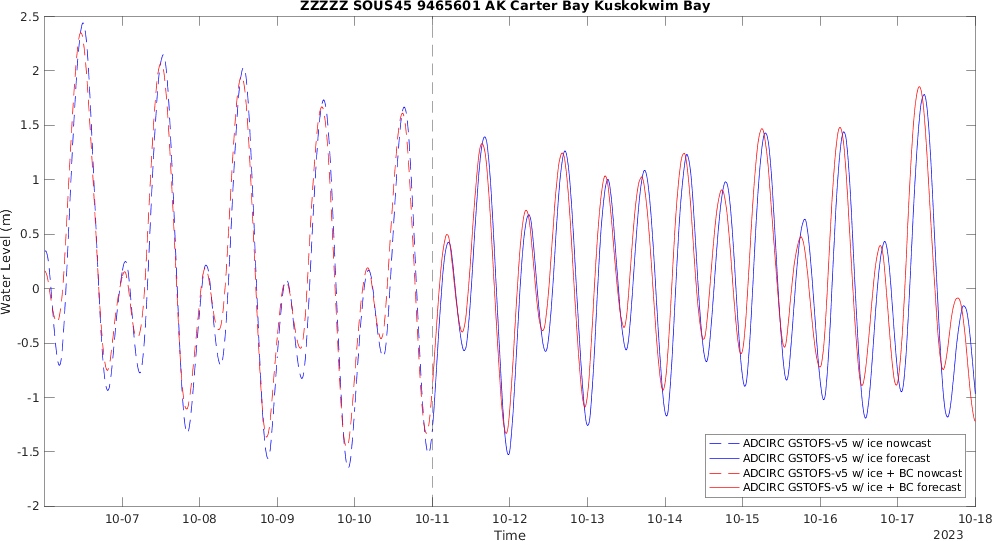 ZZZZZ SOUS45 9465601 AK Carter Bay Kuskokwim Bay
2.5
2
1.5
1
0.5
0
-0.5
-1
-1.5
-2
Water Level (m)
ADCIRC GSTOFS-v5 w/ ice nowcast
ADCIRC GSTOFS-v5 w/ ice forecast
ADCIRC GSTOFS-v5 w/ ice + BC nowcast
ADCIRC GSTOFS-v5 w/ ice + BC forecast
10-07 10-08 10-09 10-10 10-11 10-12 10-13 10-14 10-15 10-16 10-17 10-18
Time
2023